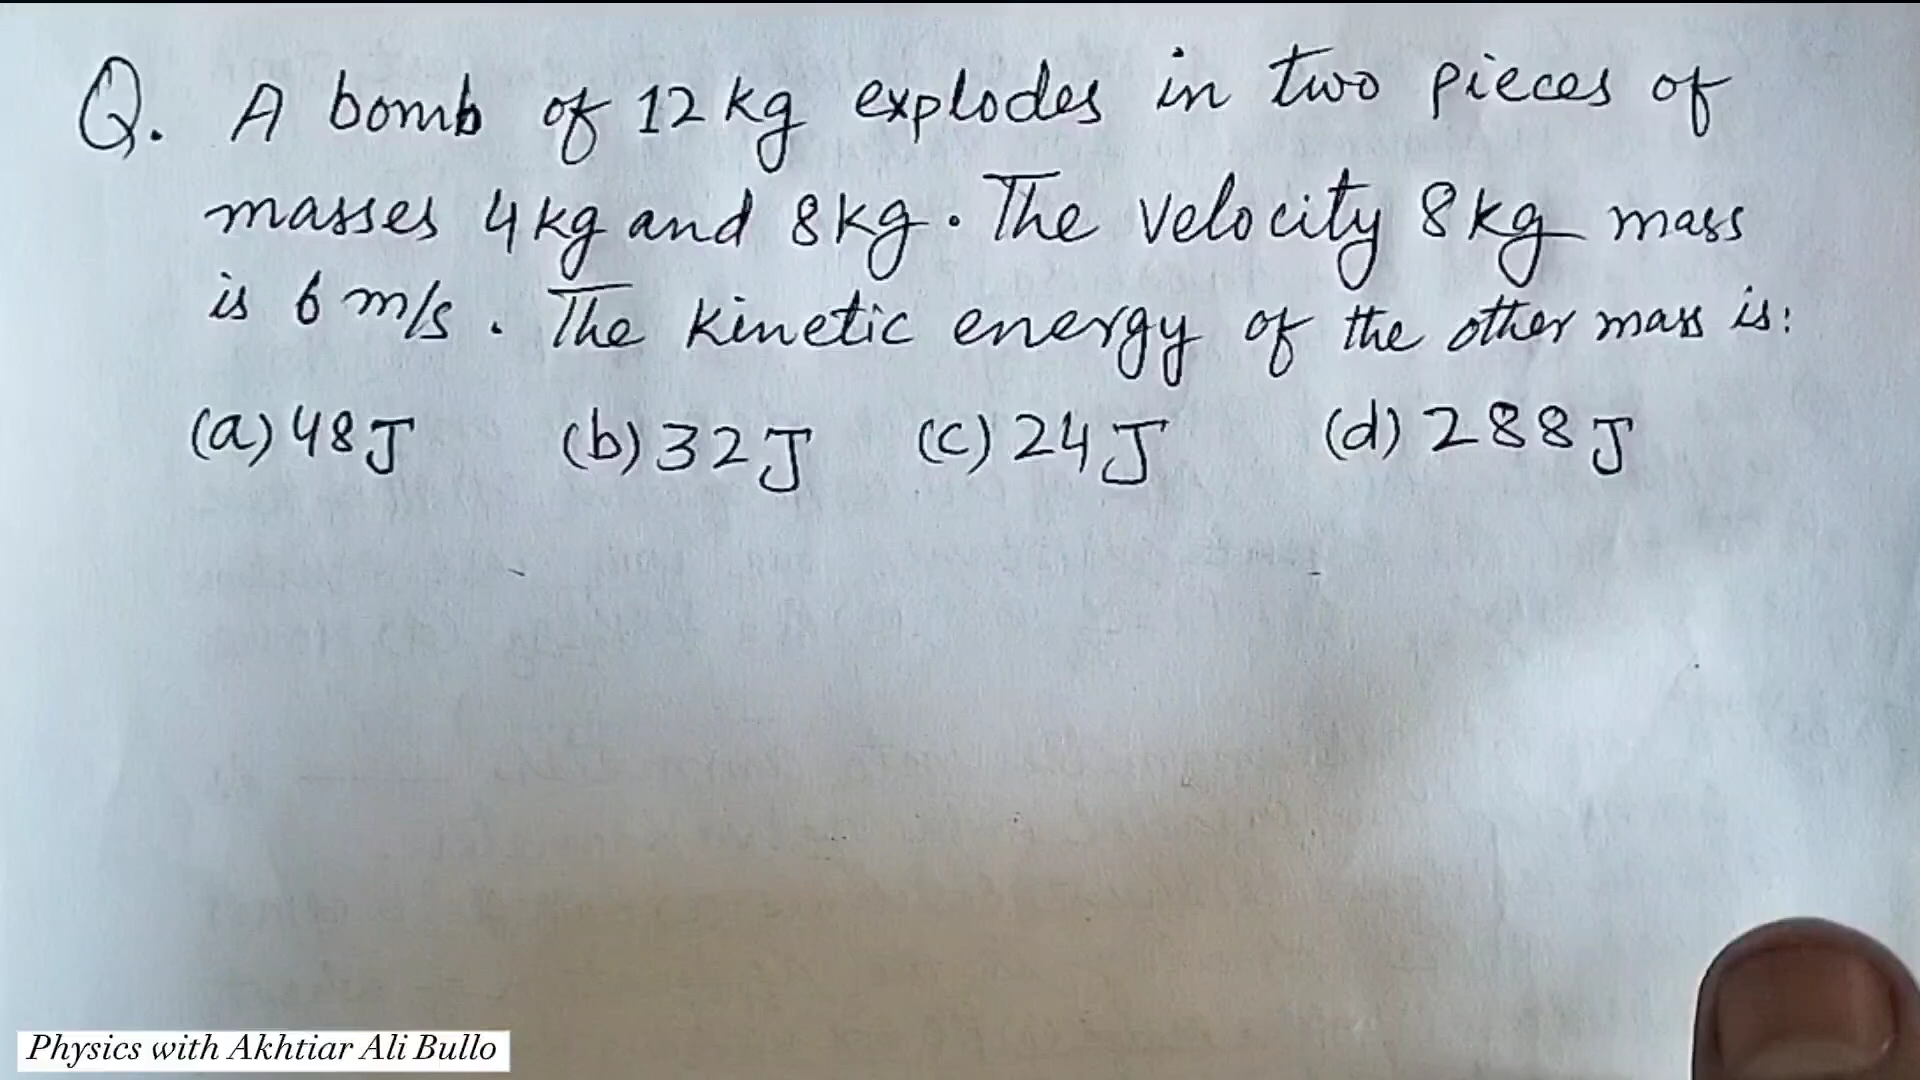 Q. A bomb of 12 kg explodes in two pieces of
masses 4 kg and 8 kg. The velocity 8 kg mass
is 6 m/s. The kinetic energy of the other mass is:
(a) 48 J (b) 32 J (c) 24 J (d) 288 J
Physics with Akhtiar Ali Bullo